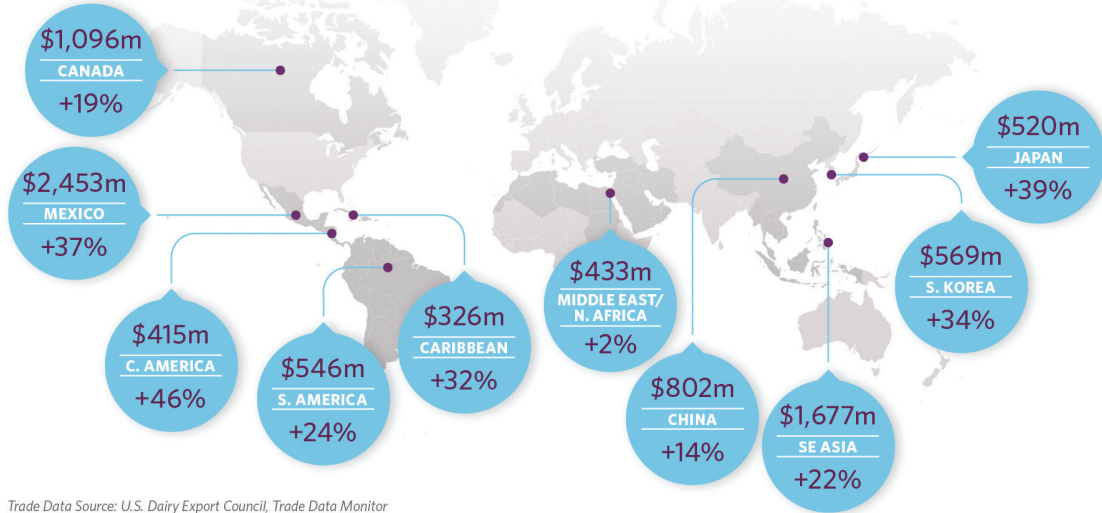 $1,096m
CANADA
+19%
$2,453m
MEXICO
+37%
$415m
C. AMERICA
+46%
$546m
S. AMERICA
+24%
$326m
CARIBBEAN
+32%
$433m
MIDDLE EAST/
N. AFRICA
+2%
$802m
CHINA
+14%
$1,677m
SE ASIA
+22%
$569m
S. KOREA
+34%
$520m
JAPAN
+39%
Trade Data Source: U.S. Dairy Export Council, Trade Data Monitor